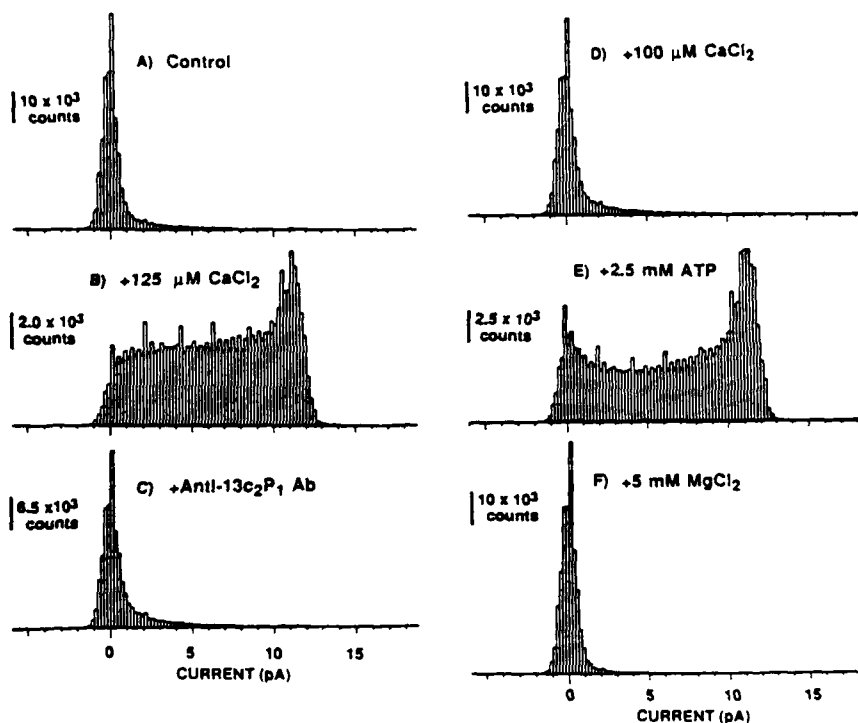 A) Control
10 x 10³
counts
B) +125 µM CaCl₂
2.0 x 10³
counts
C) +Anti-13c₂P₁ Ab
6.5 x10³
counts
0 5 10 15
CURRENT (pA)
D) +100 µM CaCl₂
10 x 10³
counts
E) +2.5 mM ATP
2.5 x 10³
counts
F) +5 mM MgCl₂
10 x 10³
counts
0 5 10 15
CURRENT (pA)